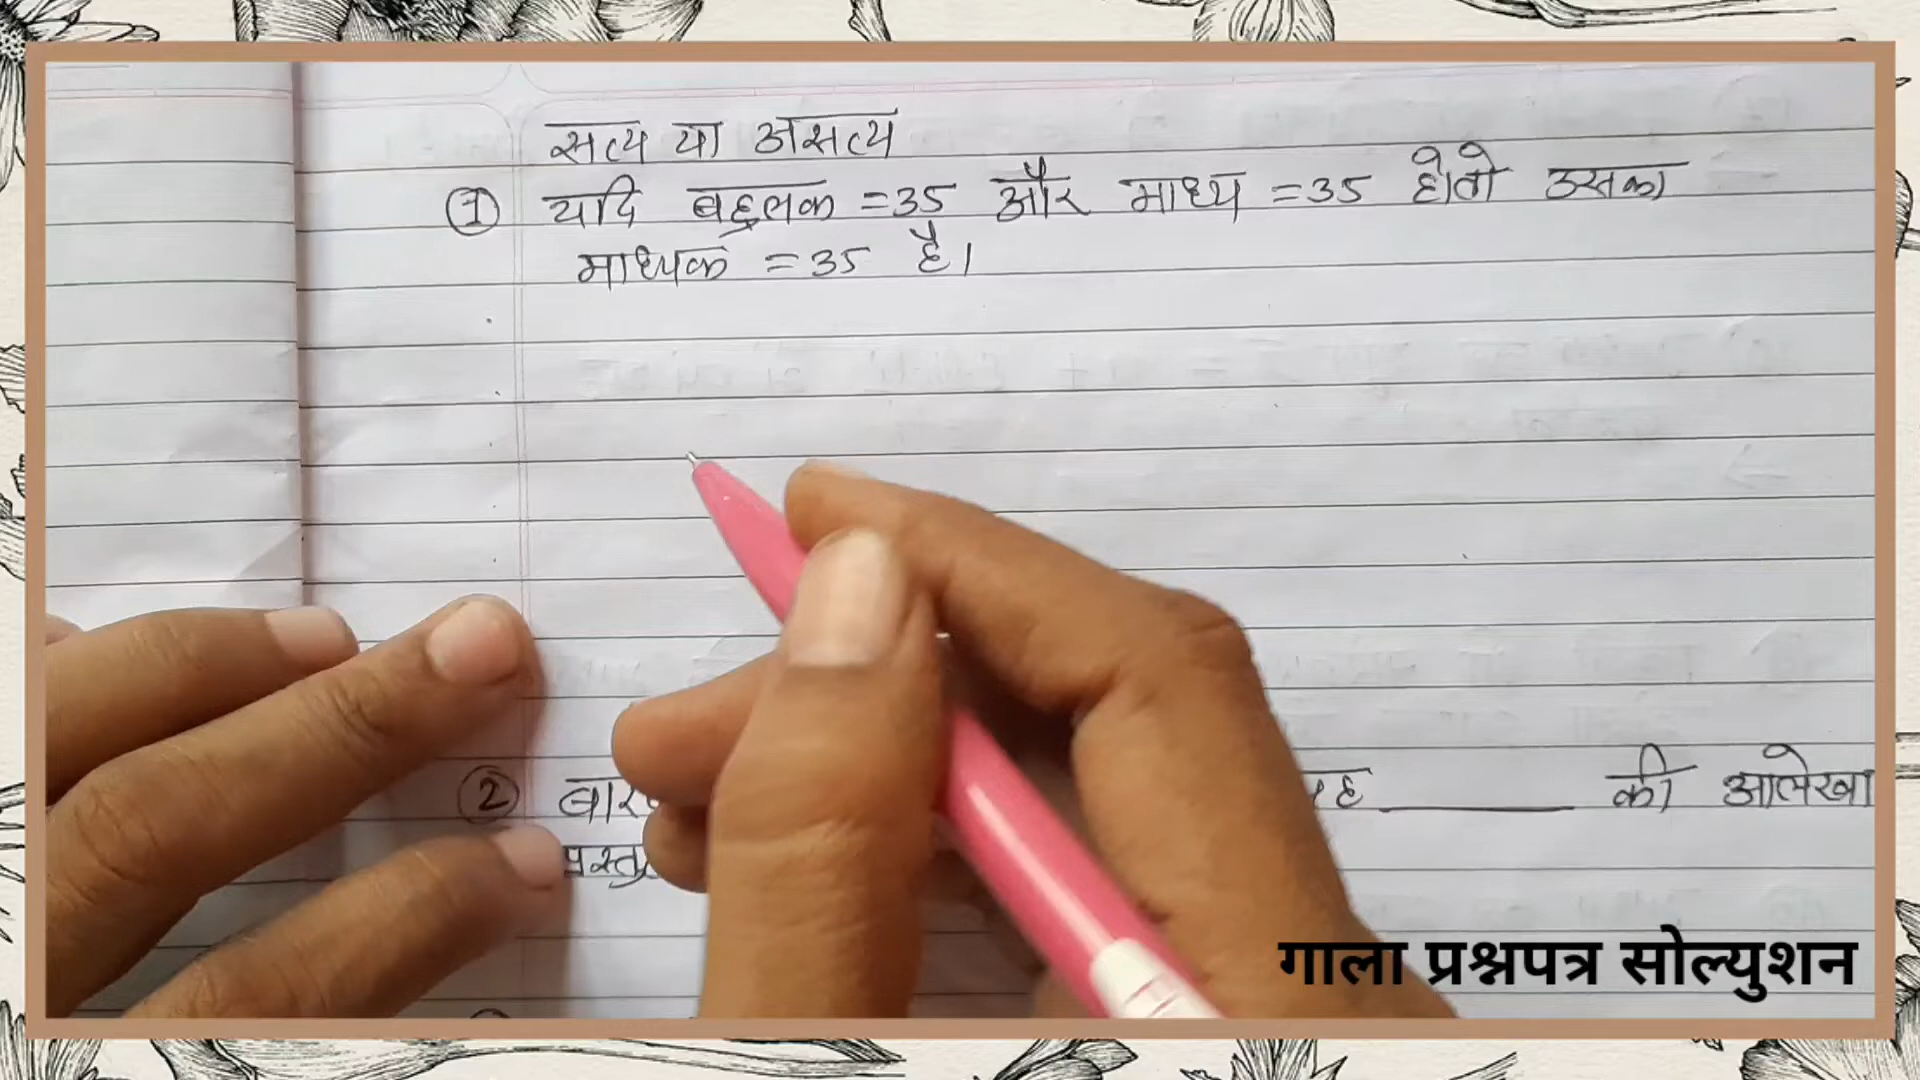 सत्य या असत्य
① यदि बहुलक = 35 और माध्य = 35 होतो उसका
माध्यक = 35 है।
② की आलेखा
गाला प्रश्नपत्र सोल्युशन